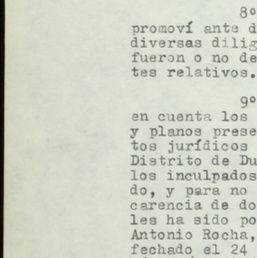 8º
promoví ante d
diversas dilig
fueron o no de
tes relativos.
9º
en cuenta los
y planos prese
tos jurídicos
Distrito de Du
los inculpados
do, y para no
carencia de do
les ha sido po
Antonio Rocha,
fechado el 24